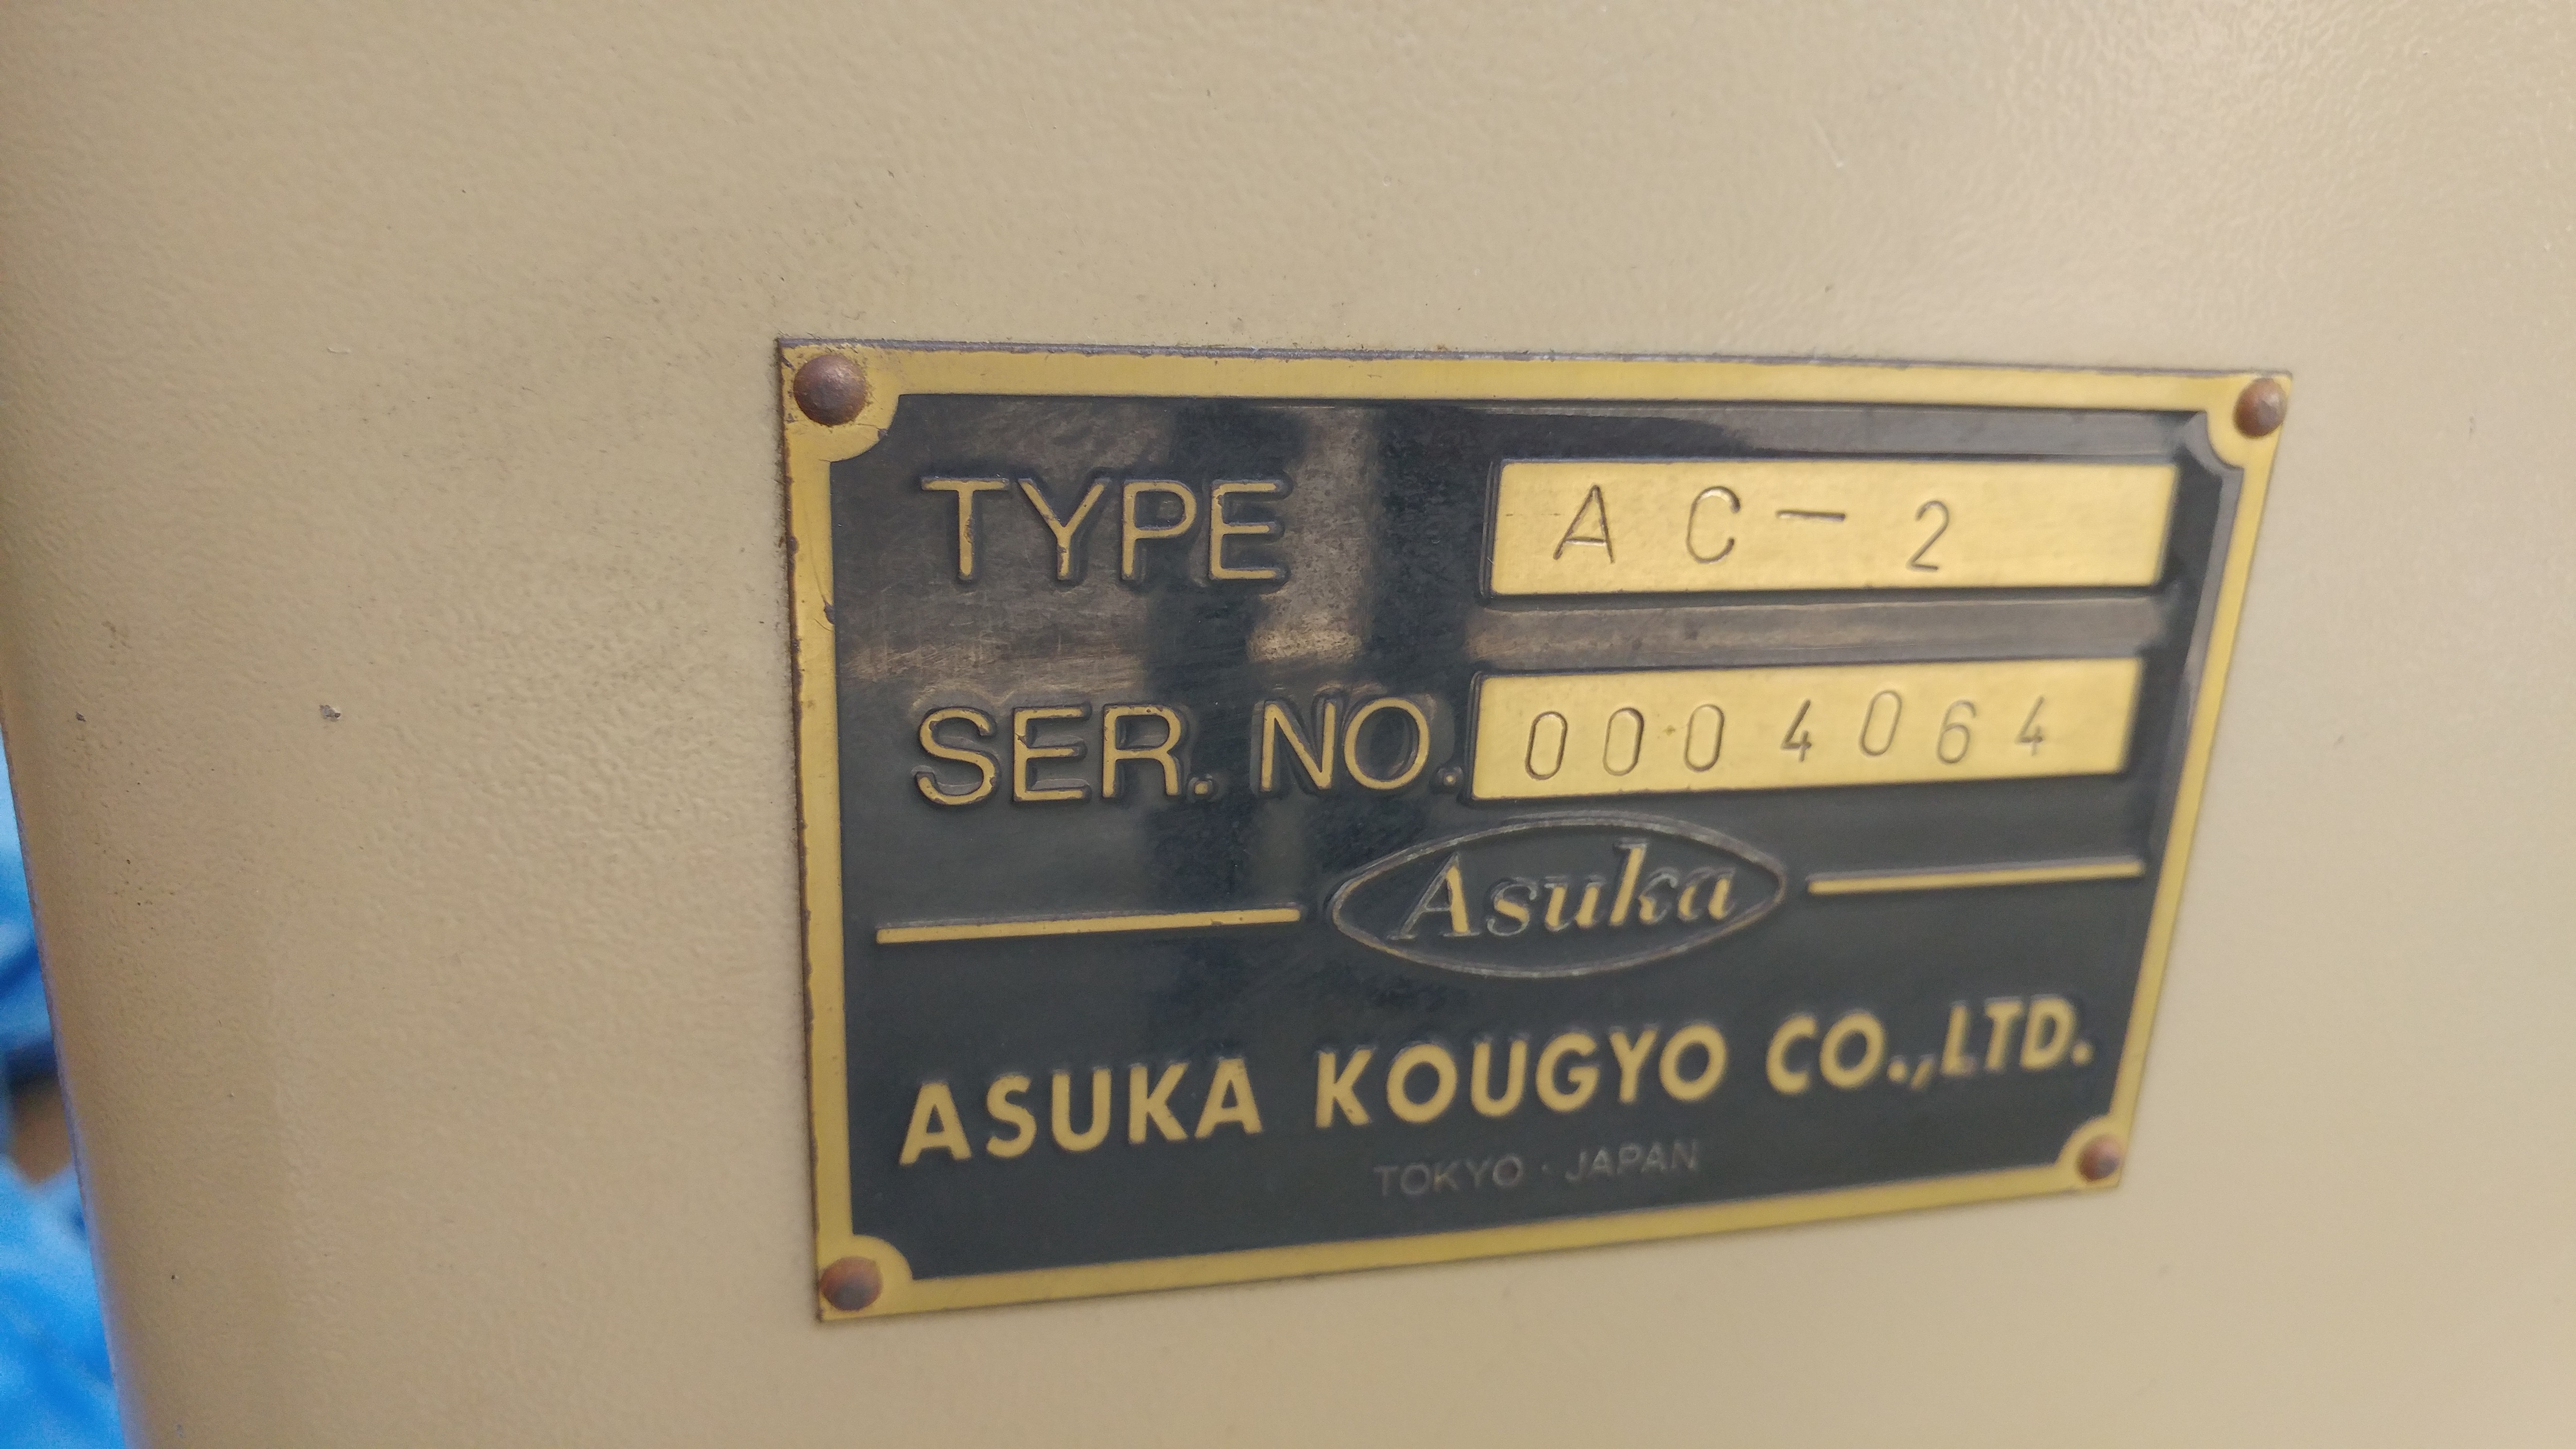 TYPE AC-2
SER. NO. 0004064
Asuka
ASUKA KOUGYO CO.,LTD.
TOKYO · JAPAN